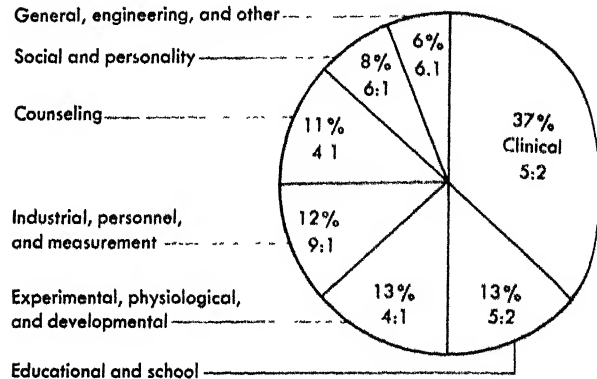 General, engineering, and other
Social and personality
Counseling
Industrial, personnel,
and measurement
Experimental, physiological,
and developmental
Educational and school
6%
6.1
8%
6:1
11%
4 1
12%
9:1
13%
4:1
13%
5:2
37%
Clinical
5:2